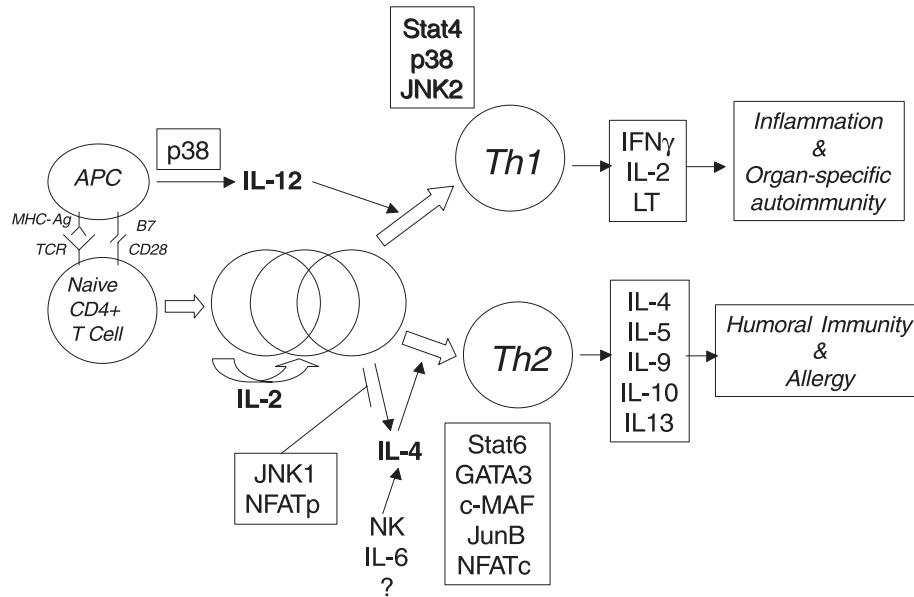 Stat4
p38
JNK2
p38
APC
IL-12
MHC-Ag
B7
TCR
CD28
Naive
CD4+
T Cell
IL-2
Th1
IFNγ
IL-2
LT
Inflammation
&
Organ-specific
autoimmunity
Th2
IL-4
IL-5
IL-9
IL-10
IL13
Humoral Immunity
&
Allergy
JNK1
NFATp
IL-4
NK
IL-6
?
Stat6
GATA3
c-MAF
JunB
NFATc